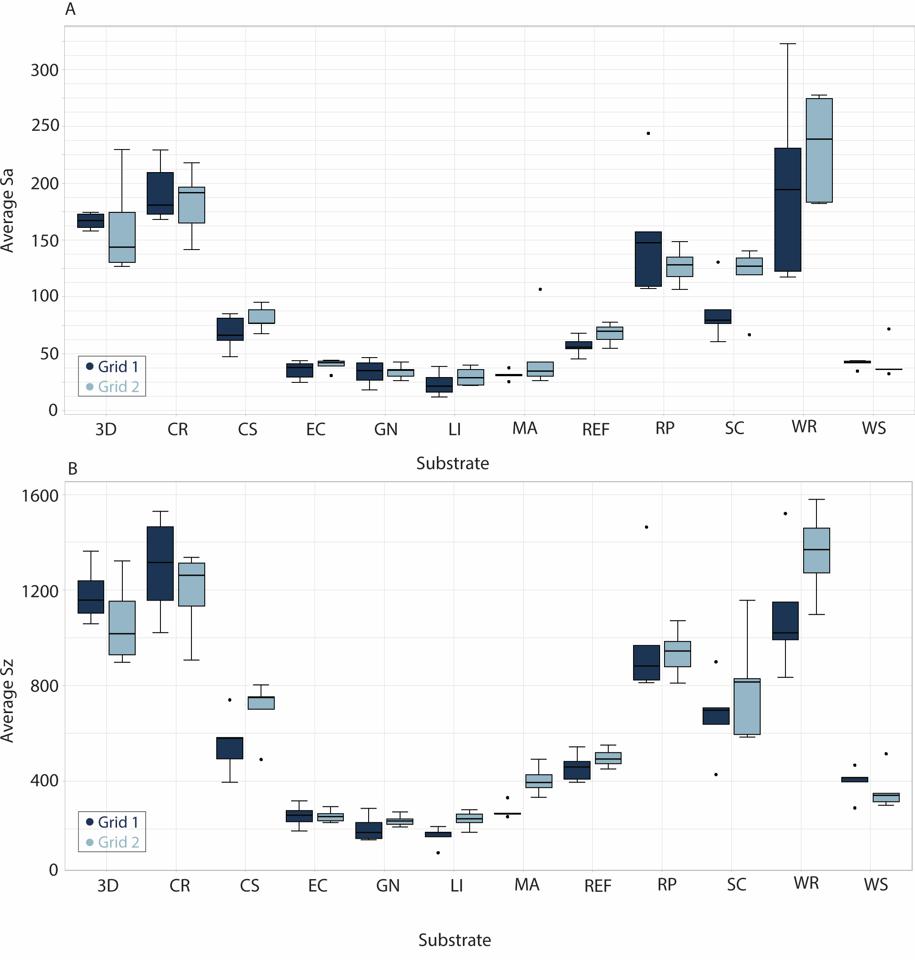 A
Average Sa
300
250
200
150
100
50
0
Grid 1
Grid 2
3D CR CS EC GN LI MA REF RP SC WR WS
Substrate
B
Average Sz
1600
1200
800
400
0
Grid 1
Grid 2
3D CR CS EC GN LI MA REF RP SC WR WS
Substrate